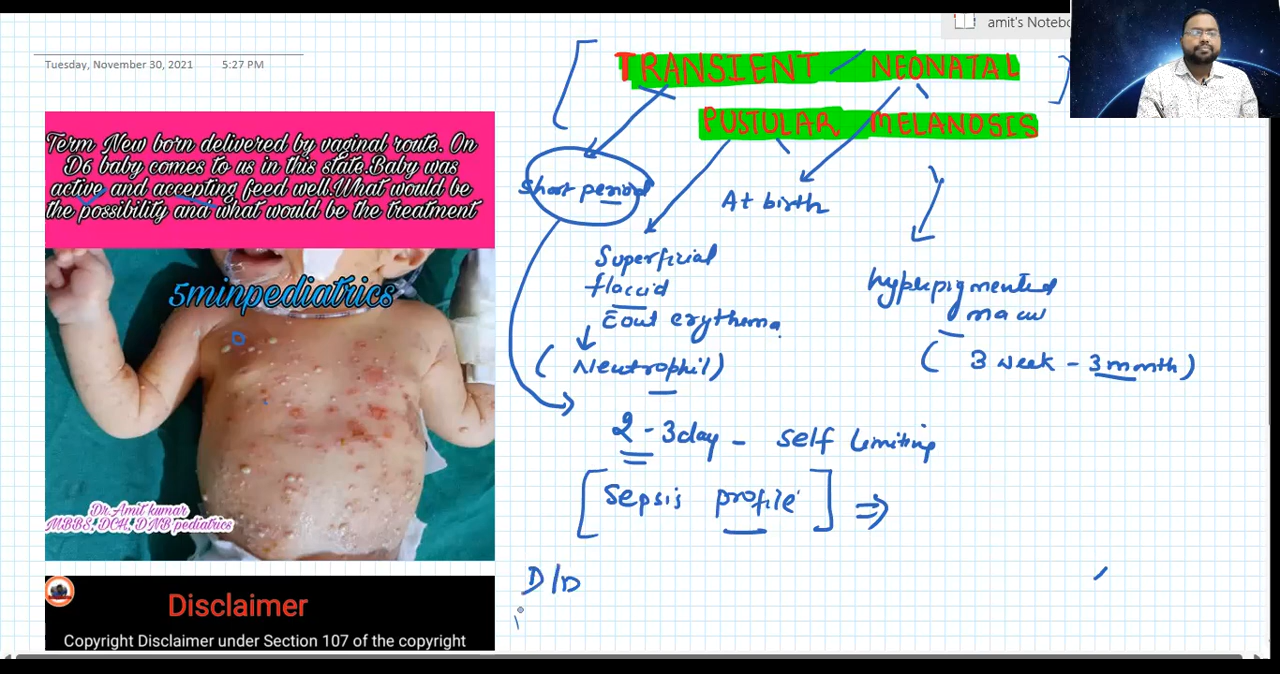 amit's Notebo
Tuesday, November 30, 2021 5:27 PM
TRANSIENT NEONATAL
PUSTULAR MELANOSIS
Term New born delivered by vaginal route. On
D6 baby comes to us in this state.Baby was
active and accepting feed well.What would be
the possibility and what would be the treatment
5minpediatrics
Dr.Amit kumar
MBBS, DCH, DNB pediatrics
Disclaimer
Copyright Disclaimer under Section 107 of the copyright
Short period
At birth
Superficial
flaccid
c̄out erythema
(Neutrophil)
hyperpigmented
( 3 week - 3 month )
2 - 3day - self limiting
[ Sepsis profile ] ⇒
D/D